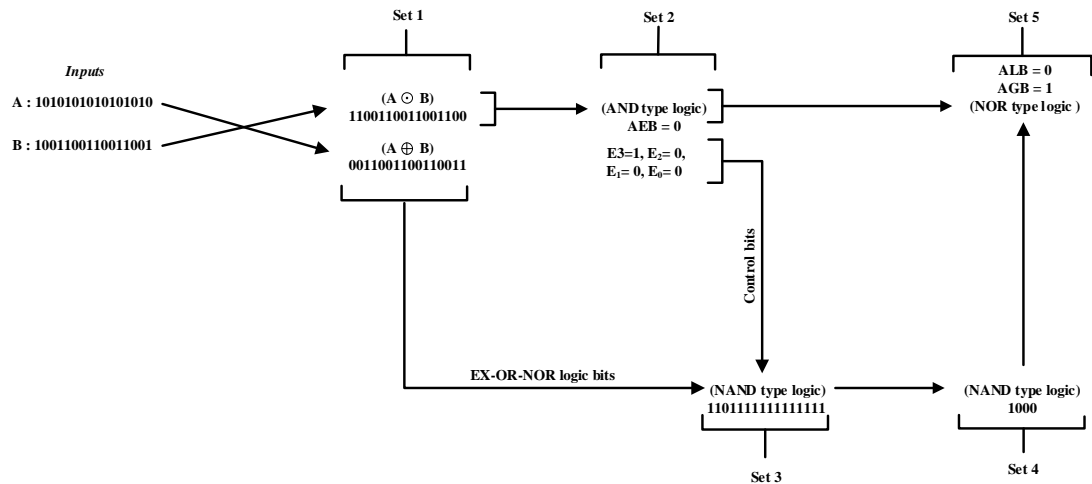 Set 1
Set 2
Set 5
Inputs
A : 1010101010101010
B : 1001100110011001
(A ⊙ B)
1100110011001100
(A ⊕ B)
0011001100110011
(AND type logic)
AEB = 0
E3=1, E₂= 0,
E₁= 0, E₀= 0
ALB = 0
AGB = 1
(NOR type logic )
Control bits
EX-OR-NOR logic bits
(NAND type logic)
1101111111111111
(NAND type logic)
1000
Set 3
Set 4